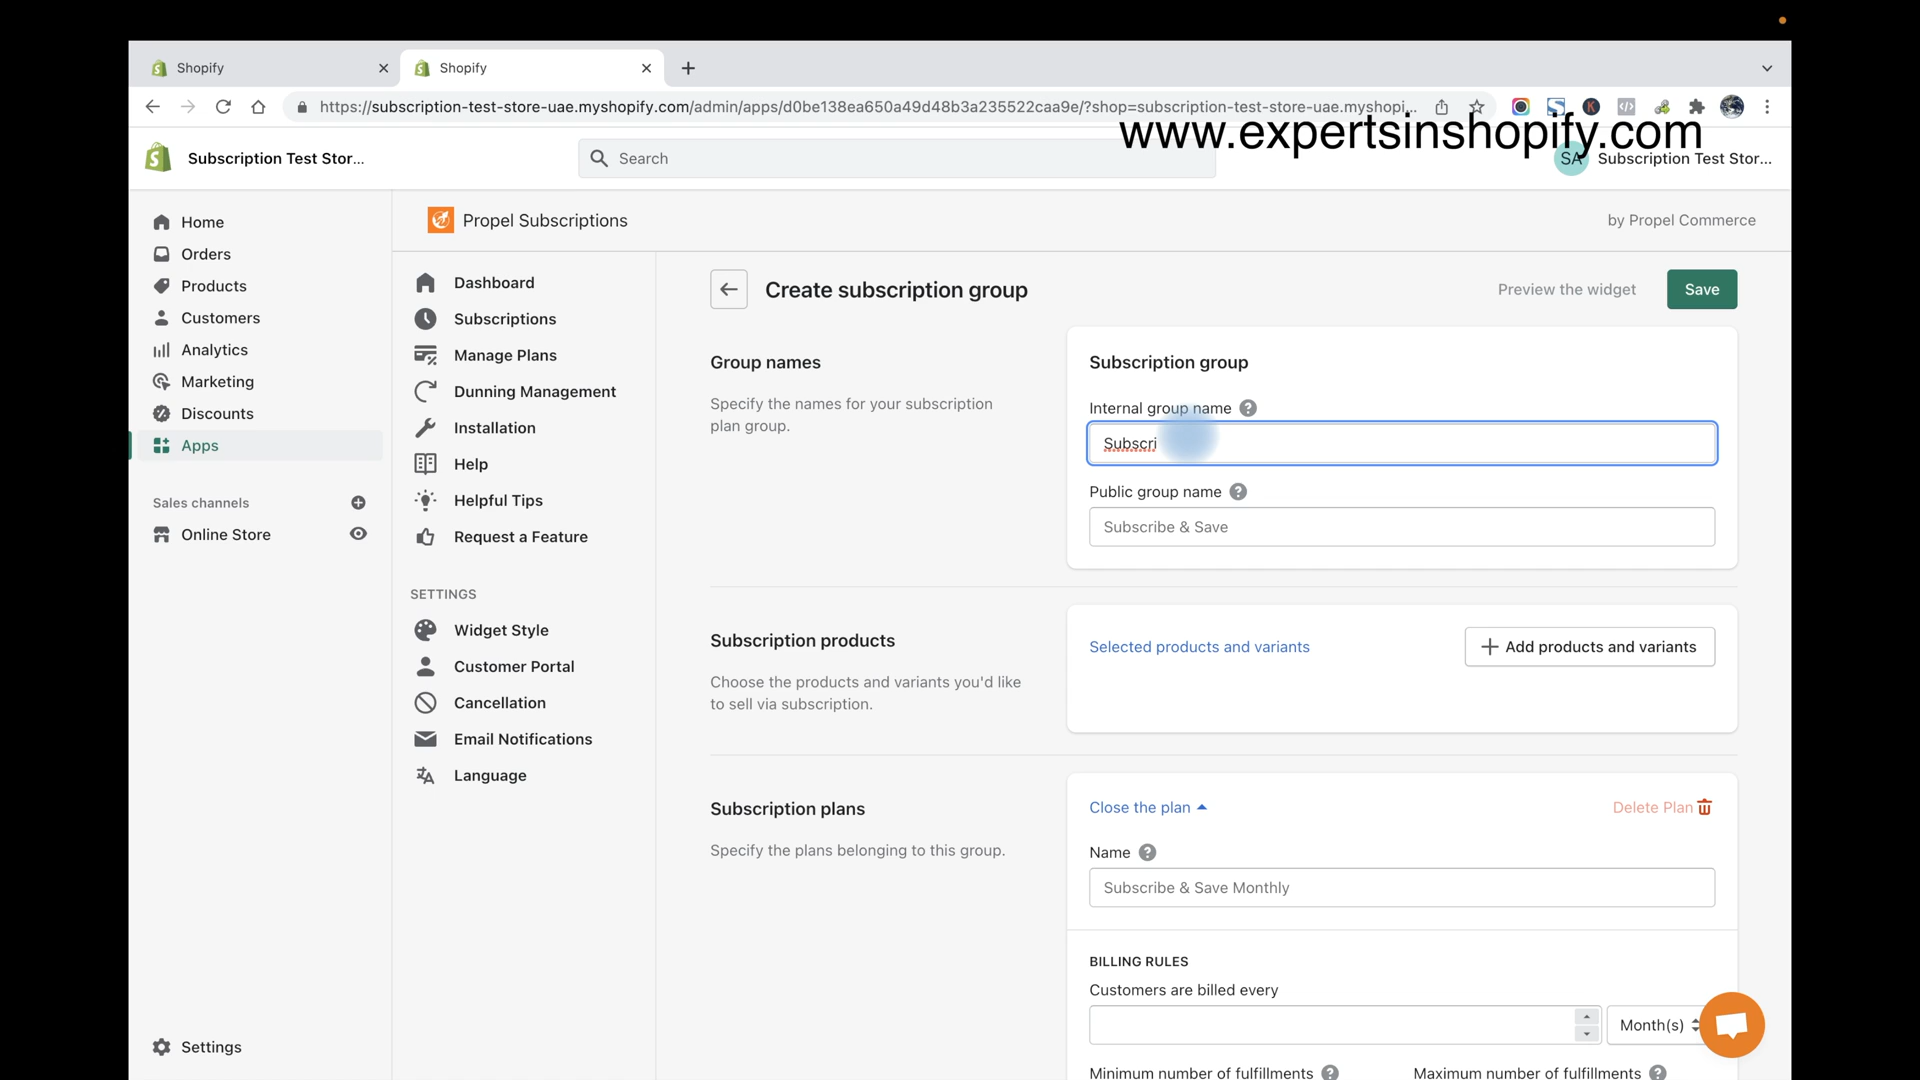 Shopify
Shopify
https://subscription-test-store-uae.myshopify.com/admin/apps/d0be138ea650a49d48b3a235522caa9e/?shop=subscription-test-store-uae.myshopi...
www.expertsinshopify.com
Subscription Test Stor...
Search
SA
Subscription Test Stor...
Home
Orders
Products
Customers
Analytics
Marketing
Discounts
Apps
Sales channels
Online Store
Settings
Propel Subscriptions
by Propel Commerce
Dashboard
Subscriptions
Manage Plans
Dunning Management
Installation
Help
Helpful Tips
Request a Feature
SETTINGS
Widget Style
Customer Portal
Cancellation
Email Notifications
Language
Create subscription group
Preview the widget
Save
Group names
Specify the names for your subscription
plan group.
Subscription group
Internal group name
Subscri
Public group name
Subscribe & Save
Subscription products
Choose the products and variants you'd like
to sell via subscription.
Selected products and variants
Add products and variants
Subscription plans
Specify the plans belonging to this group.
Close the plan
Delete Plan
Name
Subscribe & Save Monthly
BILLING RULES
Customers are billed every
Month(s)
Minimum number of fulfillments
Maximum number of fulfillments